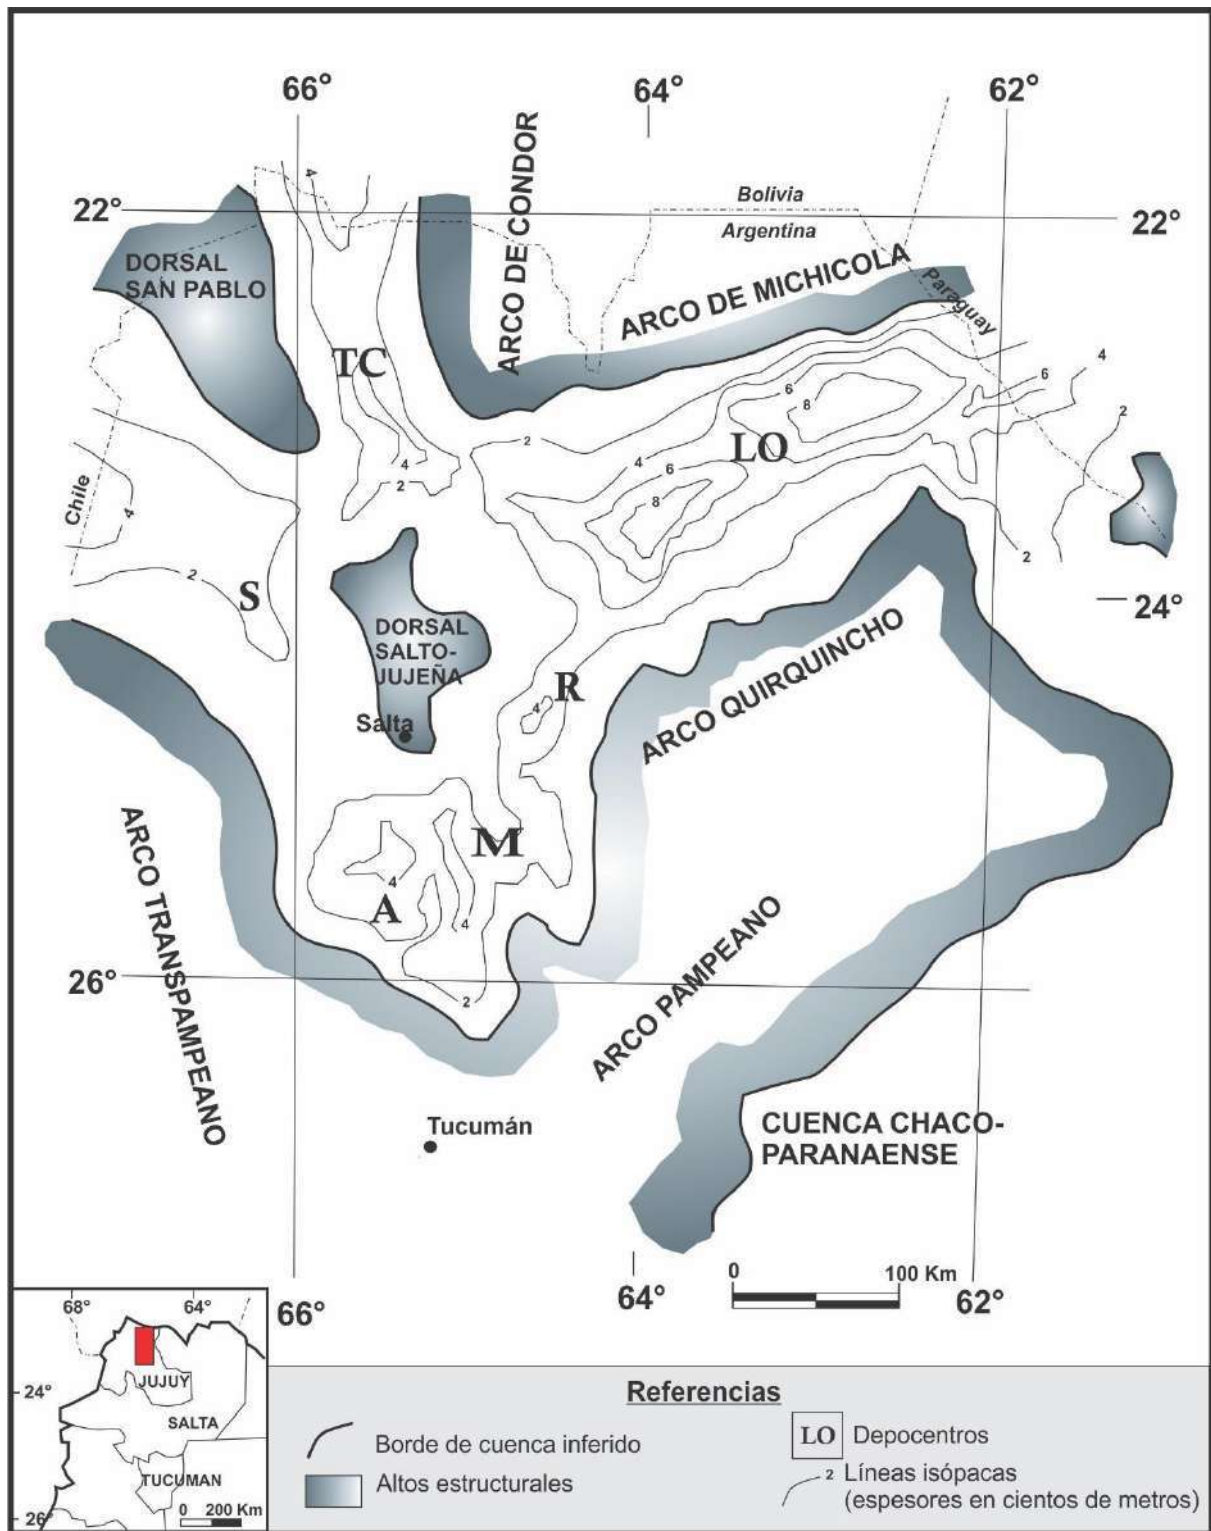 66°
64°
62°
22°
22°
Bolivia
Argentina
Paraguay
Chile
ARCO DE CONDOR
ARCO DE MICHICOLA
DORSAL
SAN PABLO
4
TC
4
2
2
4
6
8
6
8
LO
4
6
2
2
4
2
S
24°
DORSAL
SALTO-
JUJEÑA
Salta
R
4
ARCO QUIRQUINCHO
M
4
A
4
2
ARCO TRANSPAMPEANO
26°
ARCO PAMPEANO
Tucumán
CUENCA CHACO-
PARANAENSE
0
100 Km
66°
64°
62°
68°
64°
24°
26°
JUJUY
SALTA
TUCUMAN
0
200 Km
Referencias
Borde de cuenca inferido
Altos estructurales
LO
Depocentros
2
Líneas isópacas
(espesores en cientos de metros)